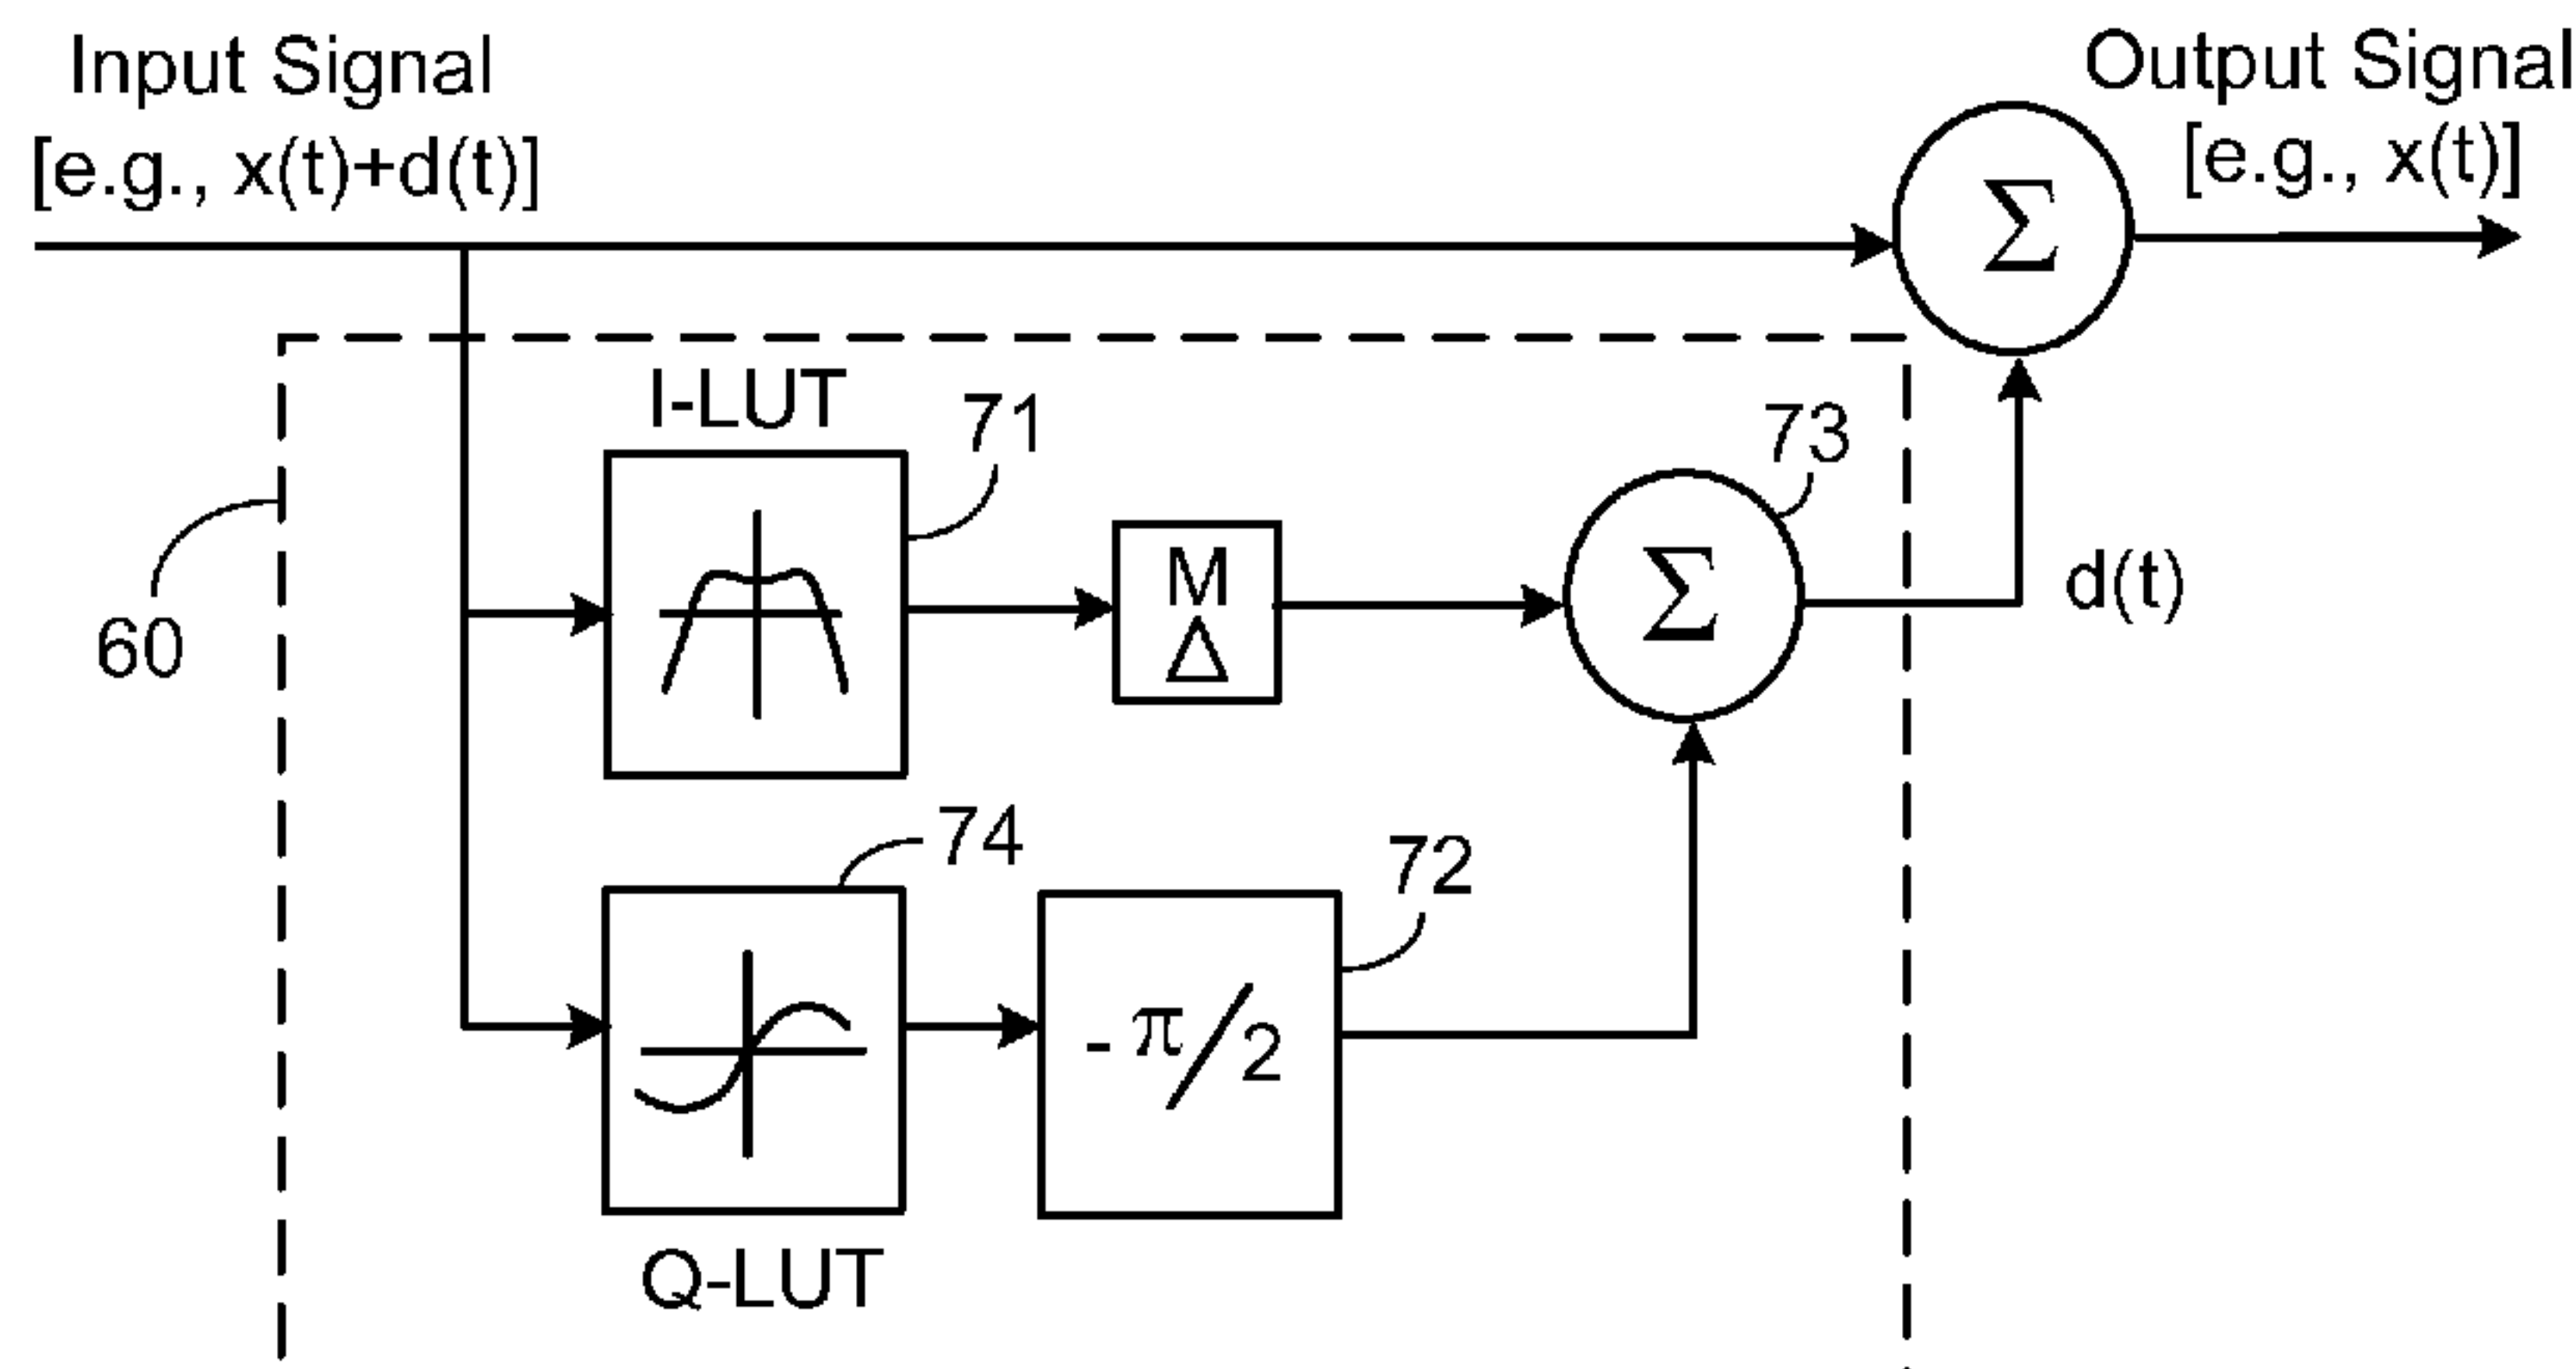 Input Signal
[e.g., x(t)+d(t)]
Output Signal
[e.g., x(t)]
Σ
I-LUT
71
73
M
Δ
Σ
d(t)
60
74
72
- π/2
Q-LUT